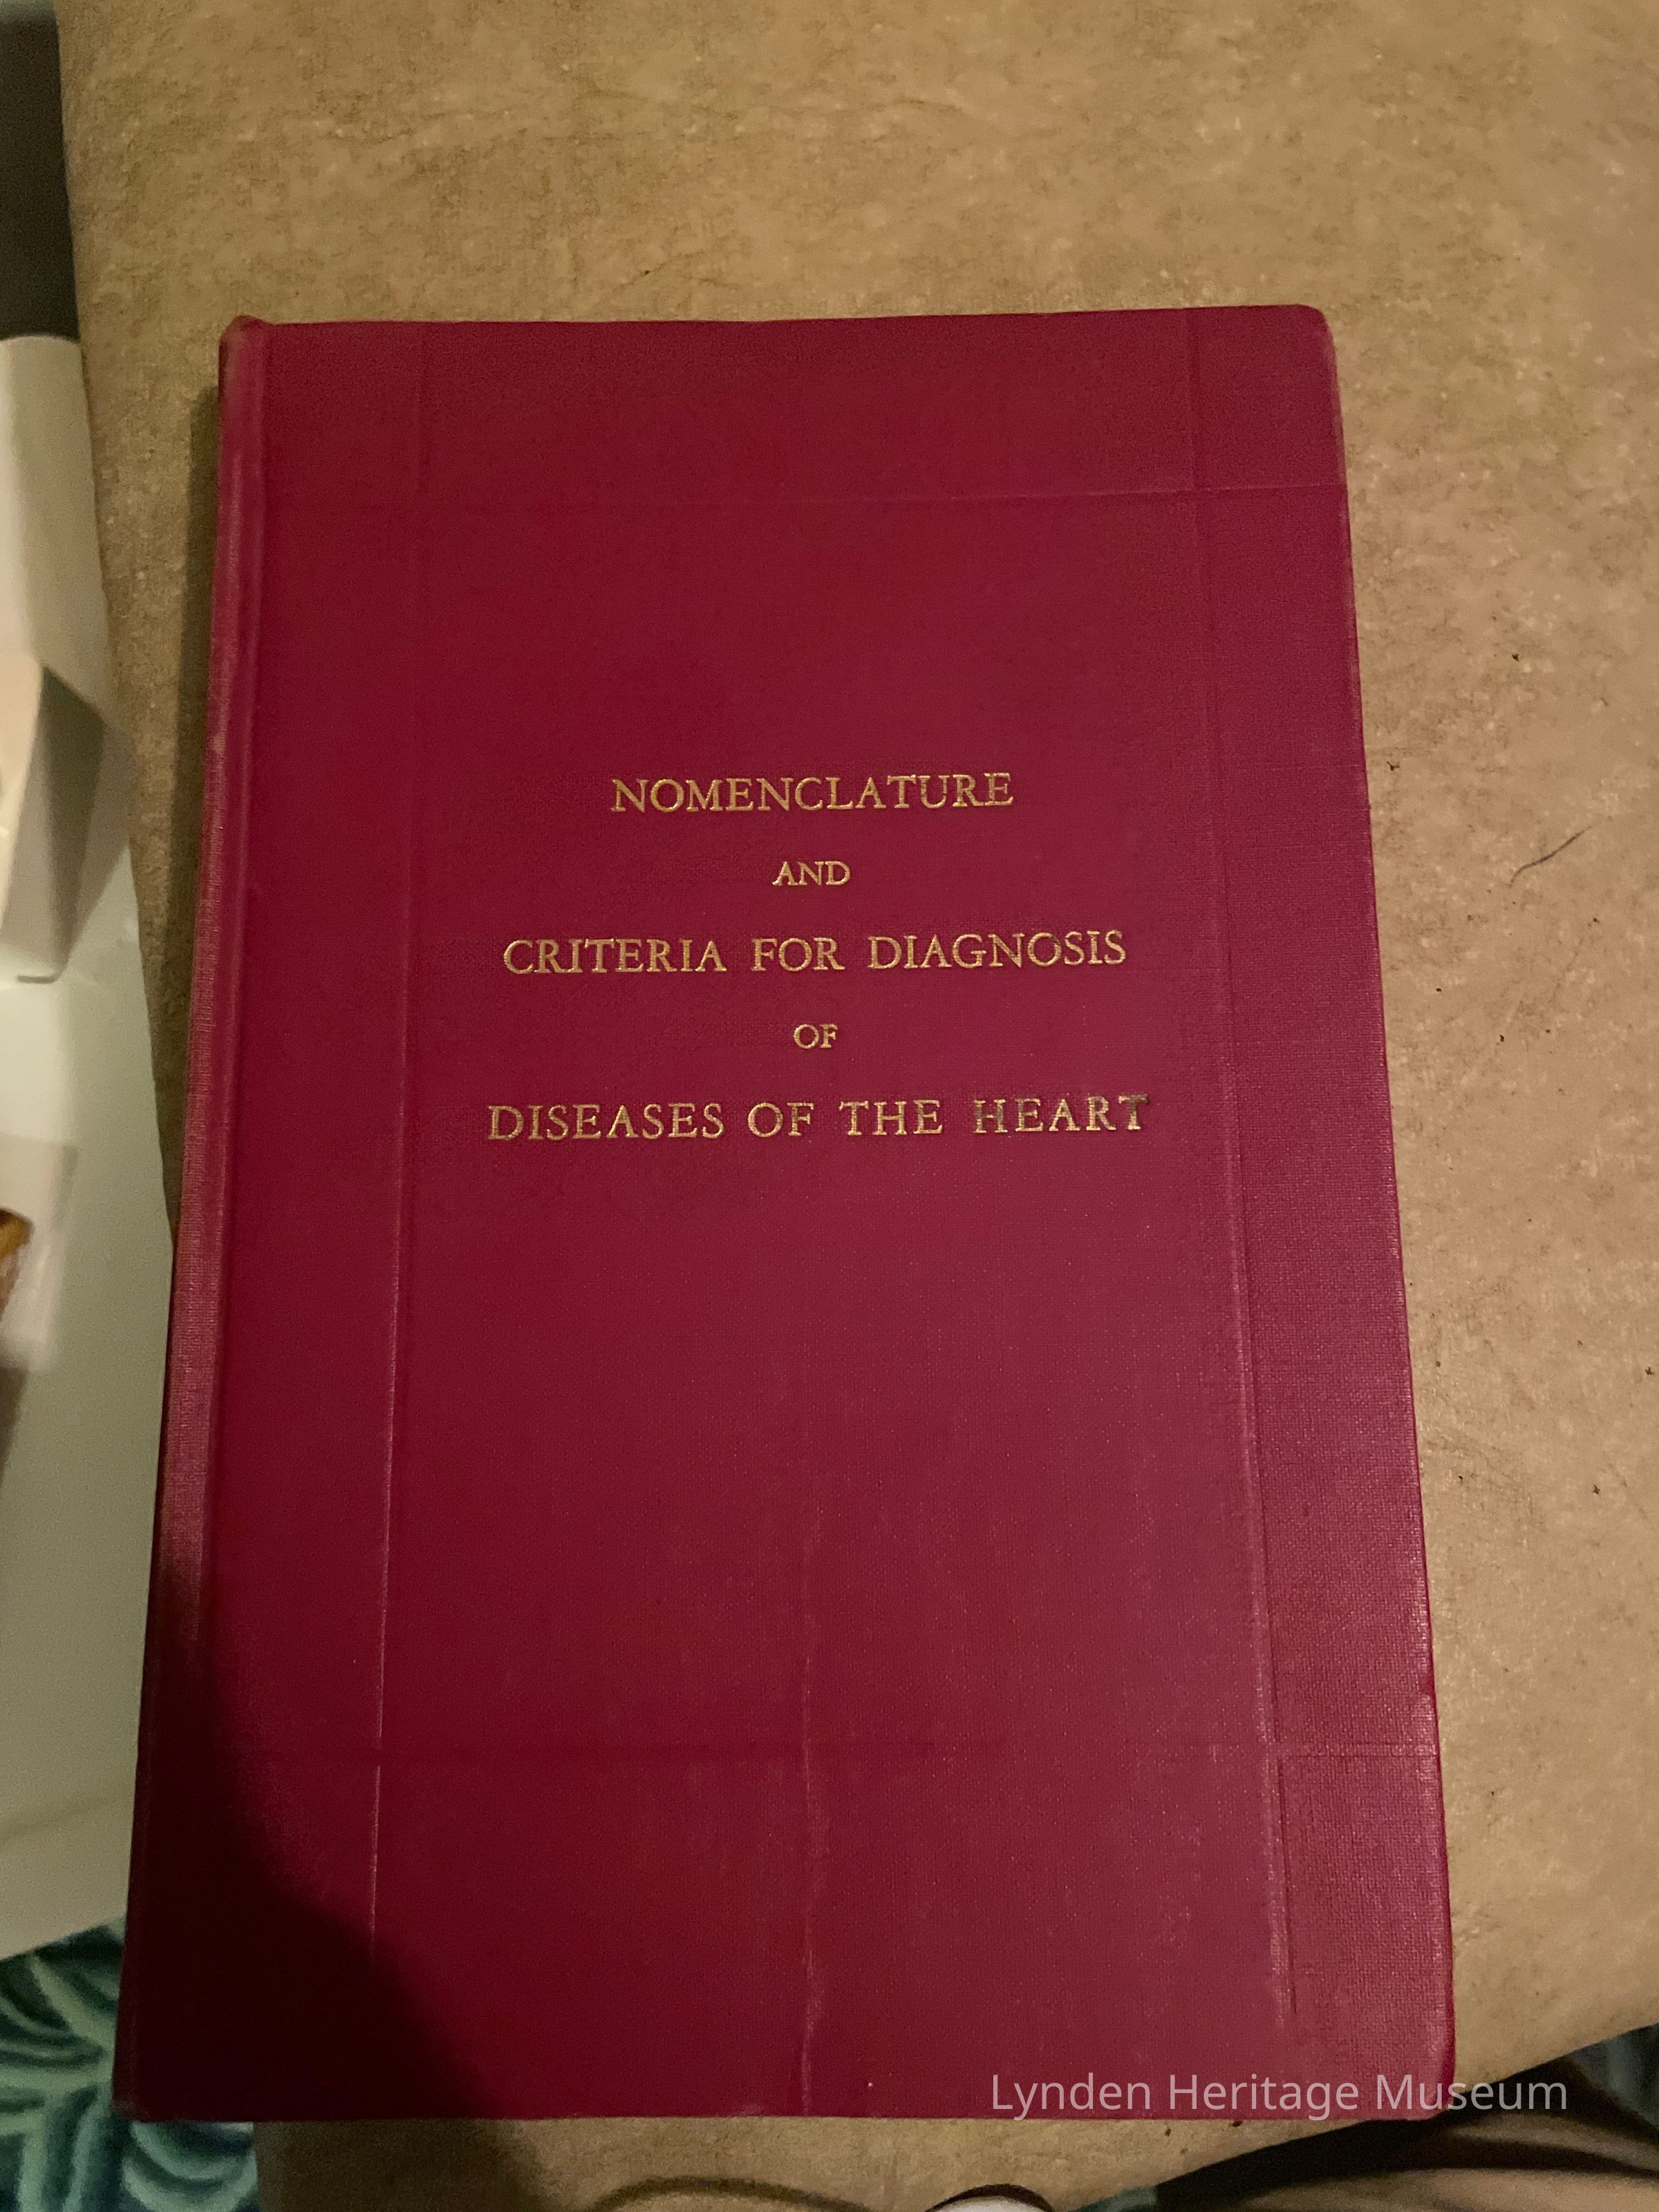 NOMENCLATURE
AND
CRITERIA FOR DIAGNOSIS
OF
DISEASES OF THE HEART
Lynden Heritage Museum